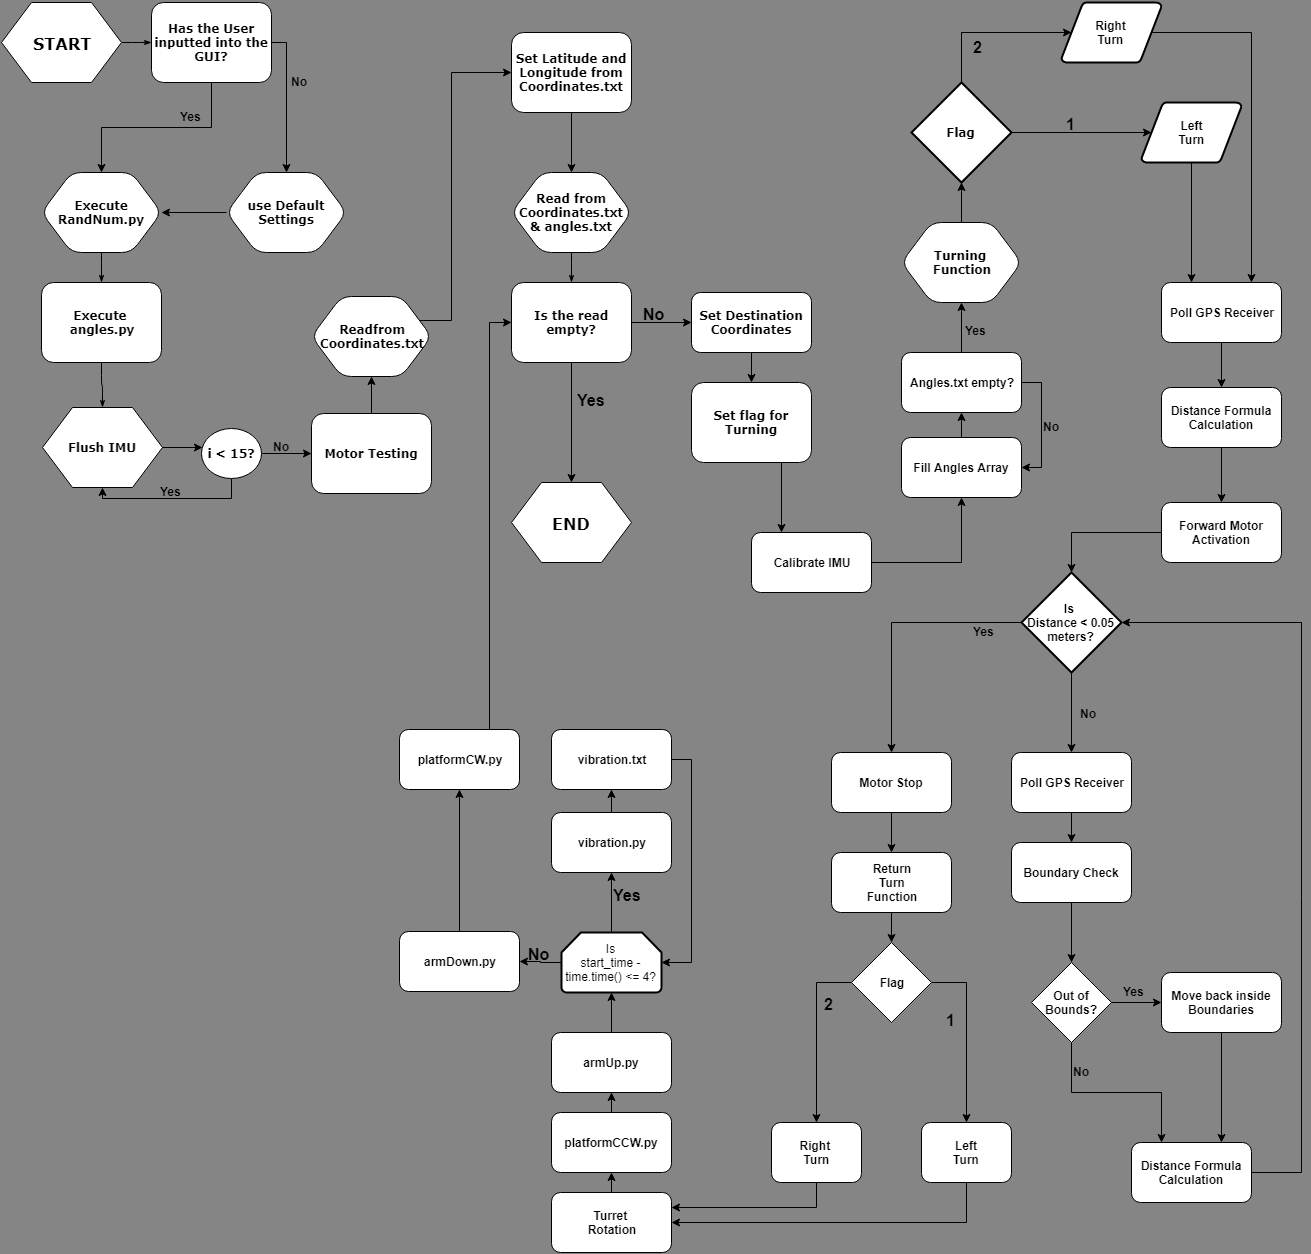 START
Has the User
inputted into the
GUI?
No
Yes
Execute
RandNum.py
use Default
Settings
Execute
angles.py
Flush IMU
i < 15?
No
Yes
Motor Testing
Readfrom
Coordinates.txt
Set Latitude and
Longitude from
Coordinates.txt
Read from
Coordinates.txt
& angles.txt
Is the read
empty?
No
Yes
END
Set Destination
Coordinates
Set flag for
Turning
Calibrate IMU
Fill Angles Array
Angles.txt empty?
No
Yes
Turning
Function
Flag
2
1
Right
Turn
Left
Turn
Poll GPS Receiver
Distance Formula
Calculation
Forward Motor
Activation
Is
Distance < 0.05
meters?
Yes
No
Motor Stop
Return
Turn
Function
Flag
2
1
Right
Turn
Left
Turn
Poll GPS Receiver
Boundary Check
Out of
Bounds?
Yes
No
Move back inside
Boundaries
Distance Formula
Calculation
Turret
Rotation
platformCCW.py
armUp.py
Is
start_time -
time.time() <= 4?
Yes
No
vibration.py
vibration.txt
armDown.py
platformCW.py